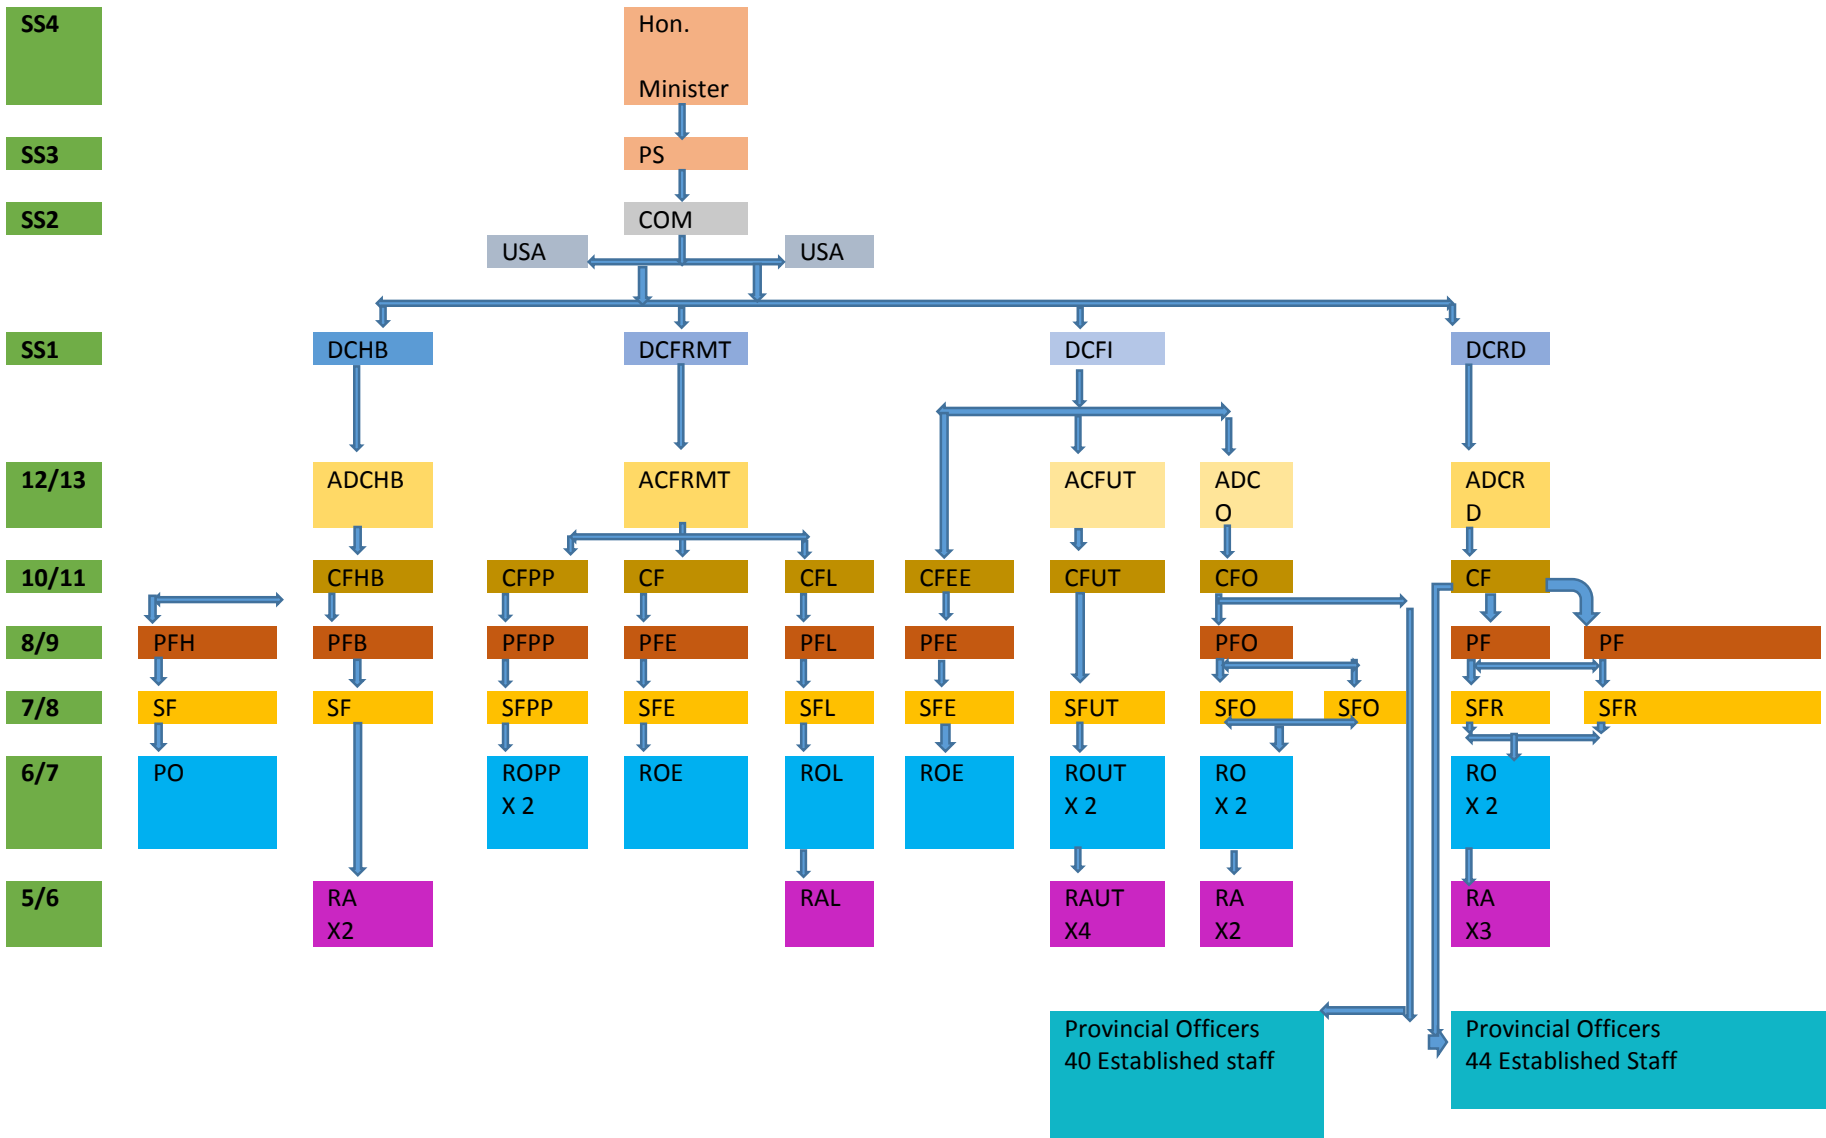 SS4
Hon.
Minister
SS3
PS
SS2
COM
USA
USA
SS1
DCHB
DCFRMT
DCFI
DCRD
12/13
ADCHB
ACFRMT
ACFUT
ADC
O
ADCR
D
10/11
CFHB
CFPP
CF
CFL
CFEE
CFUT
CFO
CF
8/9
PFH
PFB
PFPP
PFE
PFL
PFE
PFO
PF
PF
7/8
SF
SF
SFPP
SFE
SFL
SFE
SFUT
SFO
SFO
SFR
SFR
6/7
PO
ROPP
X 2
ROE
ROL
ROE
ROUT
X 2
RO
X 2
RO
X 2
5/6
RA
X2
RAL
RAUT
X4
RA
X2
RA
X3
Provincial Officers
40 Established staff
Provincial Officers
44 Established Staff